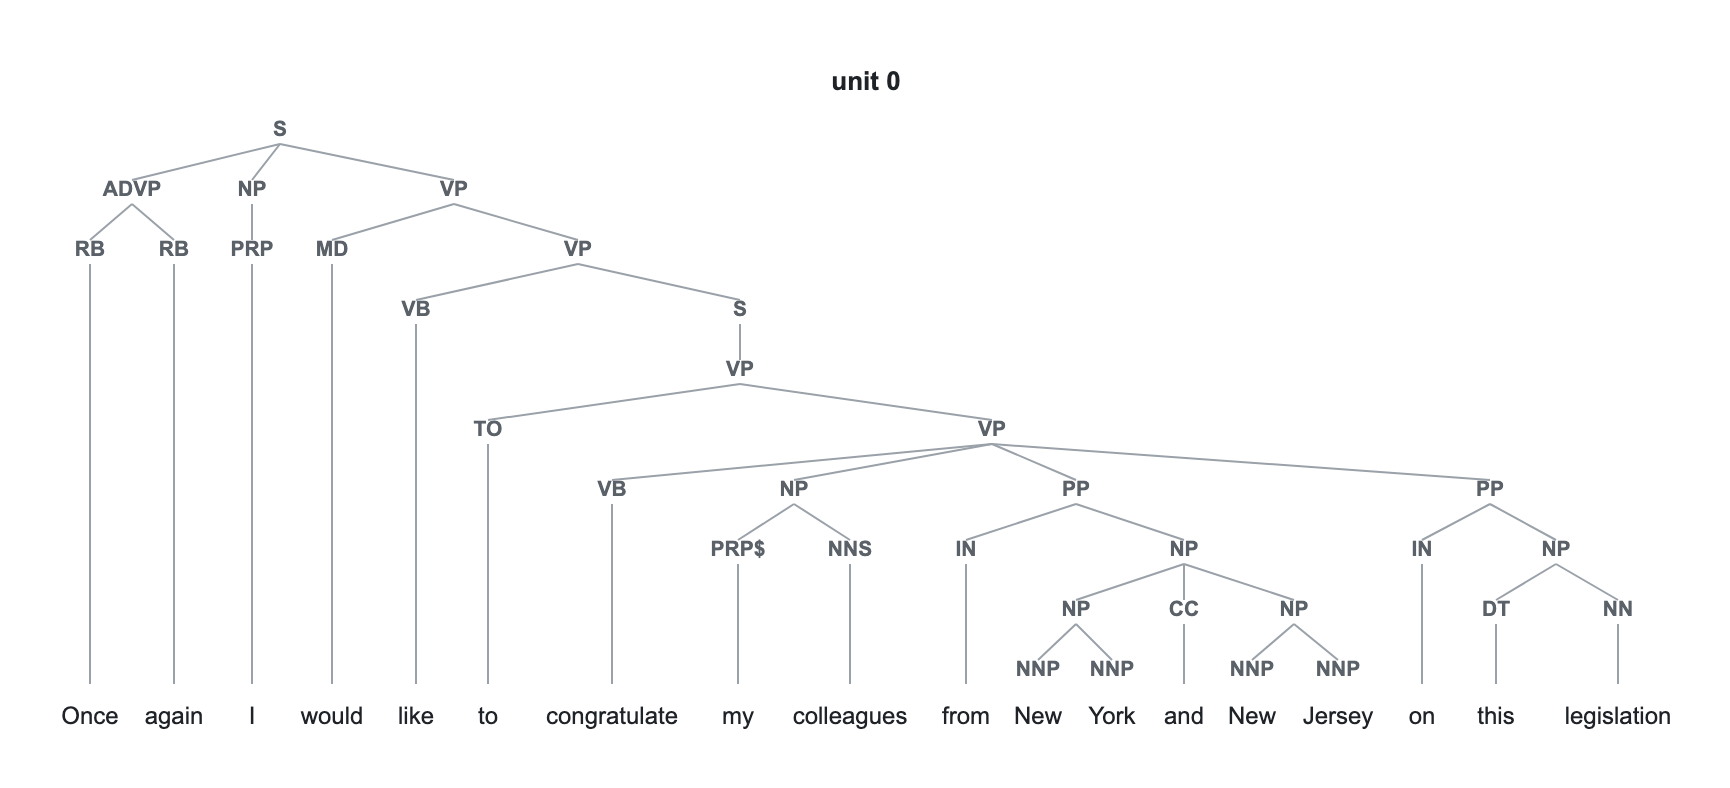 unit 0
S
ADVP NP VP
RB RB PRP MD VP
VB S
VP
TO VP
VB NP PP PP
PRP$ NNS IN NP IN NP
NP CC NP DT NN
NNP NNP NNP NNP
Once again I would like to congratulate my colleagues from New York and New Jersey on this legislation